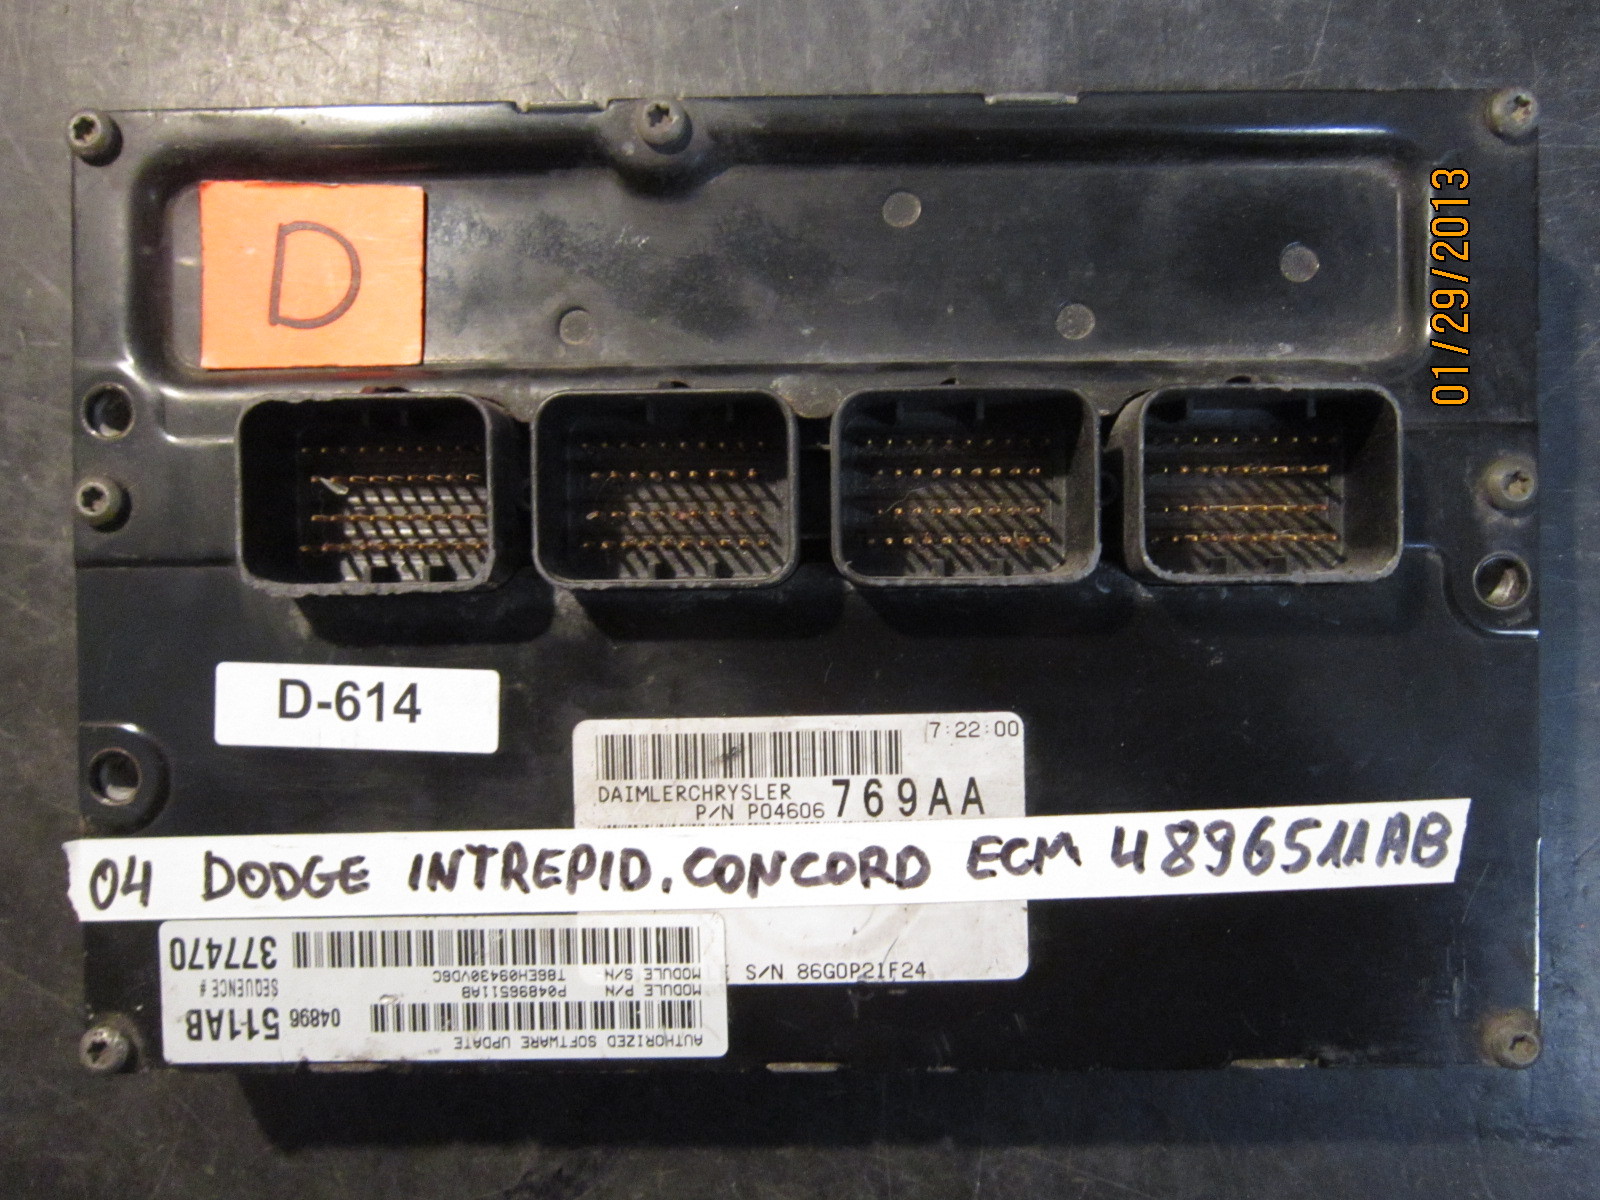 D
01/29/2013
D-614
7:22:00
DAIMLERCHRYSLER
P/N P04606 769AA
04 DODGE INTREPID. CONCORD ECM 4896511AB
S/N 86G0P2IF24
AUTHORIZED SOFTWARE UPDATE
04896 511AB
MODULE P/N P04896511AB
SEQUENCE #
MODULE S/N T86EH09430VD6C
377470